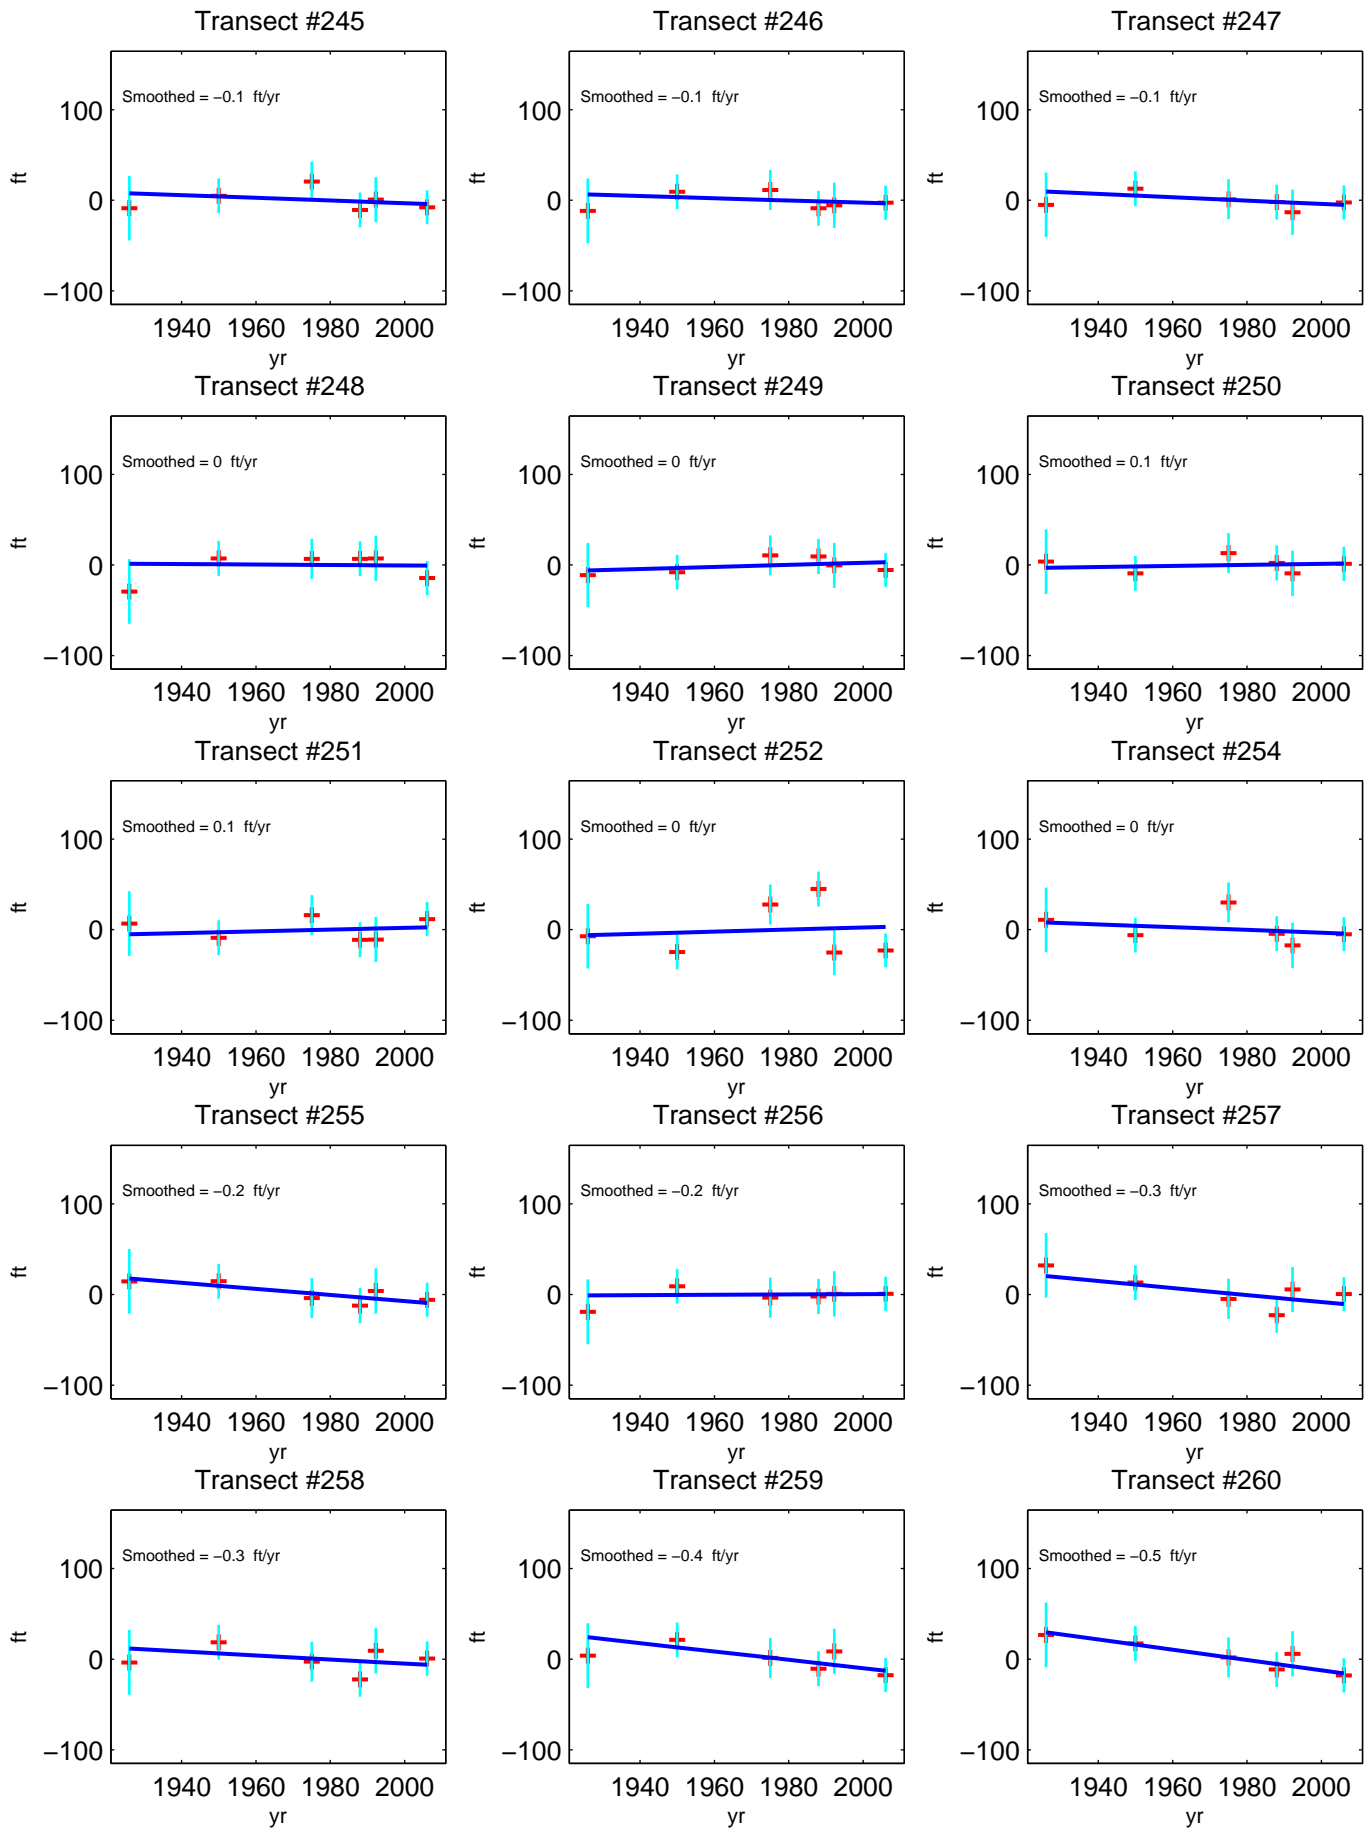 Transect #245
Smoothed = −0.1 ft/yr
ft
100
0
−100
1940 1960 1980 2000
yr
Transect #246
Smoothed = −0.1 ft/yr
ft
100
0
−100
1940 1960 1980 2000
yr
Transect #247
Smoothed = −0.1 ft/yr
ft
100
0
−100
1940 1960 1980 2000
yr
Transect #248
Smoothed = 0 ft/yr
ft
100
0
−100
1940 1960 1980 2000
yr
Transect #249
Smoothed = 0 ft/yr
ft
100
0
−100
1940 1960 1980 2000
yr
Transect #250
Smoothed = 0.1 ft/yr
ft
100
0
−100
1940 1960 1980 2000
yr
Transect #251
Smoothed = 0.1 ft/yr
ft
100
0
−100
1940 1960 1980 2000
yr
Transect #252
Smoothed = 0 ft/yr
ft
100
0
−100
1940 1960 1980 2000
yr
Transect #254
Smoothed = 0 ft/yr
ft
100
0
−100
1940 1960 1980 2000
yr
Transect #255
Smoothed = −0.2 ft/yr
ft
100
0
−100
1940 1960 1980 2000
yr
Transect #256
Smoothed = −0.2 ft/yr
ft
100
0
−100
1940 1960 1980 2000
yr
Transect #257
Smoothed = −0.3 ft/yr
ft
100
0
−100
1940 1960 1980 2000
yr
Transect #258
Smoothed = −0.3 ft/yr
ft
100
0
−100
1940 1960 1980 2000
yr
Transect #259
Smoothed = −0.4 ft/yr
ft
100
0
−100
1940 1960 1980 2000
yr
Transect #260
Smoothed = −0.5 ft/yr
ft
100
0
−100
1940 1960 1980 2000
yr